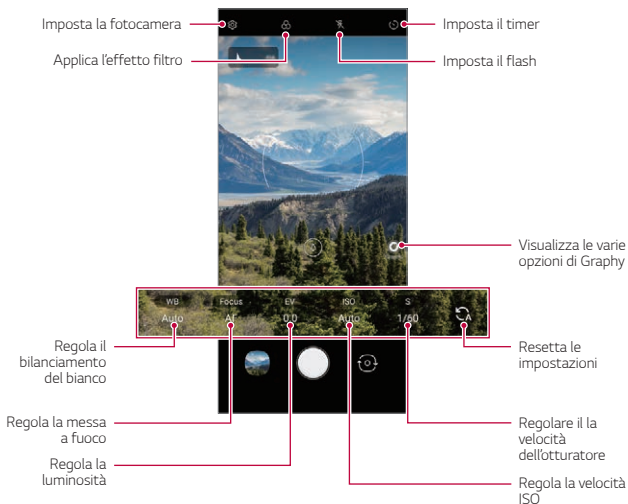 Imposta la fotocamera
Imposta il timer
Applica l'effetto filtro
Imposta il flash
Visualizza le varie
opzioni di Graphy
WB
Focus
EV
ISO
S
Auto
AF
0.0
Auto
1/60
A
Regola il
bilanciamento
del bianco
Resetta le
impostazioni
Regola la messa
a fuoco
Regolare il la
velocità
dell'otturatore
Regola la
luminosità
Regola la velocità
ISO